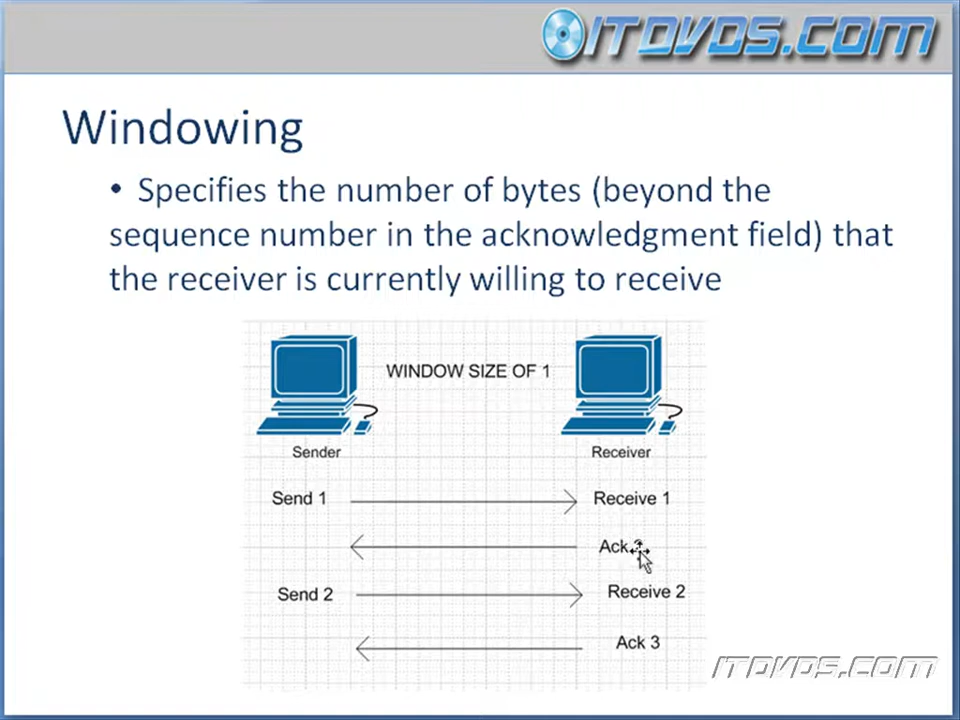 ITDVDS.COM
Windowing
• Specifies the number of bytes (beyond the
sequence number in the acknowledgment field) that
the receiver is currently willing to receive
WINDOW SIZE OF 1
Sender
Receiver
Send 1
Receive 1
Ack
Send 2
Receive 2
Ack 3
ITDVDS.COM